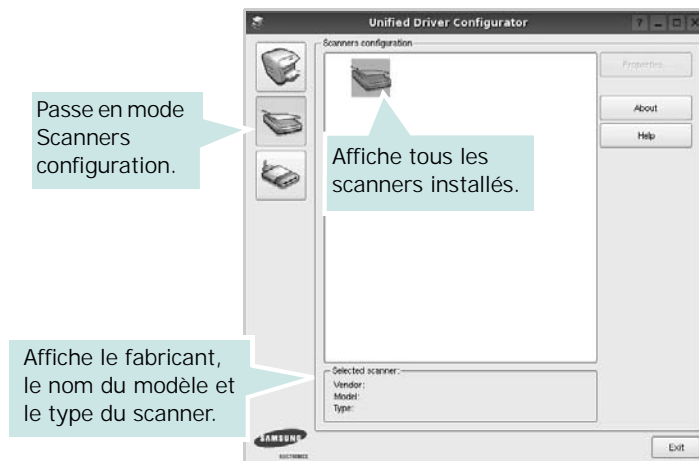 Unified Driver Configurator
Scanners configuration
Properties...
About
Help
Passe en mode
Scanners
configuration.
Affiche tous les
scanners installés.
Affiche le fabricant,
le nom du modèle et
le type du scanner.
Selected scanner:
Vendor:
Model:
Type:
SAMSUNG
ELECTRONICS
Exit